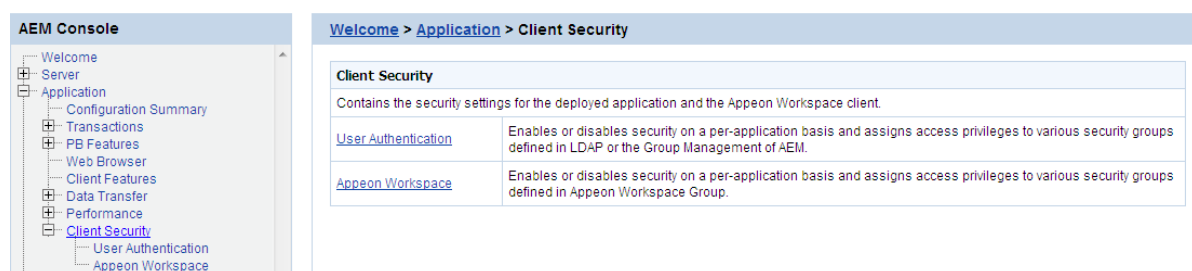 AEM Console
Welcome
Server
Application
Configuration Summary
Transactions
PB Features
Web Browser
Client Features
Data Transfer
Performance
Client Security
User Authentication
Appeon Workspace
Welcome > Application > Client Security
Client Security
Contains the security settings for the deployed application and the Appeon Workspace client.
User Authentication
Enables or disables security on a per-application basis and assigns access privileges to various security groups
defined in LDAP or the Group Management of AEM.
Appeon Workspace
Enables or disables security on a per-application basis and assigns access privileges to various security groups
defined in Appeon Workspace Group.